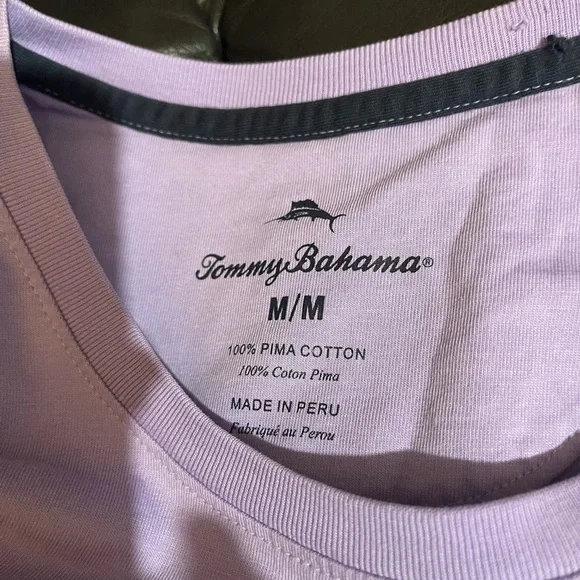 Tommy Bahama®
M/M
100% PIMA COTTON
100% Coton Pima
MADE IN PERU
Fabriqué au Perou